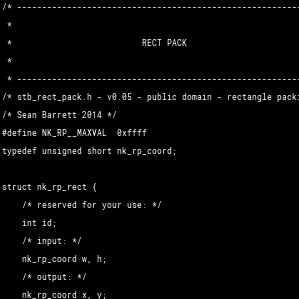 /* ---------------------------------------------------------
 *
 *                          RECT PACK
 *
 * ---------------------------------------------------------
/* stb_rect_pack.h - v0.05 - public domain - rectangle pack
/* Sean Barrett 2014 */
#define NK_RP__MAXVAL  0xffff
typedef unsigned short nk_rp_coord;

struct nk_rp_rect {
    /* reserved for your use: */
    int id;
    /* input: */
    nk_rp_coord w, h;
    /* output: */
    nk_rp_coord x, y;